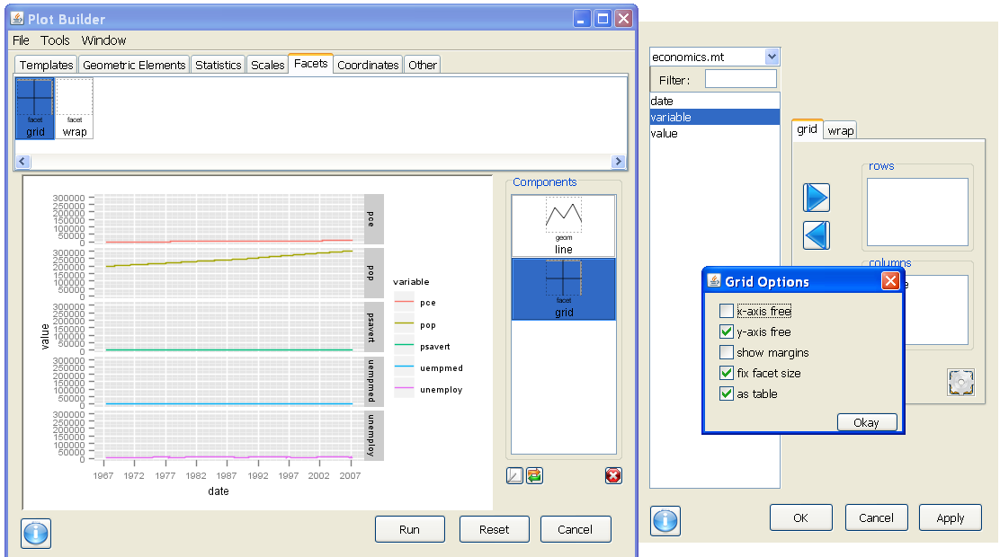 Plot Builder
File Tools Window
Templates Geometric Elements Statistics Scales Facets Coordinates Other
facet
grid
facet
wrap
300000
250000
200000
150000
100000
50000
0
pce
300000
250000
200000
150000
100000
50000
0
pop
300000
250000
200000
150000
100000
50000
0
psavert
300000
250000
200000
150000
100000
50000
0
uempmed
300000
250000
200000
150000
100000
50000
0
unemploy
value
1967 1972 1977 1982 1987 1992 1997 2002 2007
date
variable
pce
pop
psavert
uempmed
unemploy
Components
geom
line
facet
grid
Run Reset Cancel
economics.mt
Filter:
date
variable
value
grid wrap
rows
columns
Grid Options
x-axis free
y-axis free
show margins
fix facet size
as table
Okay
OK Cancel Apply